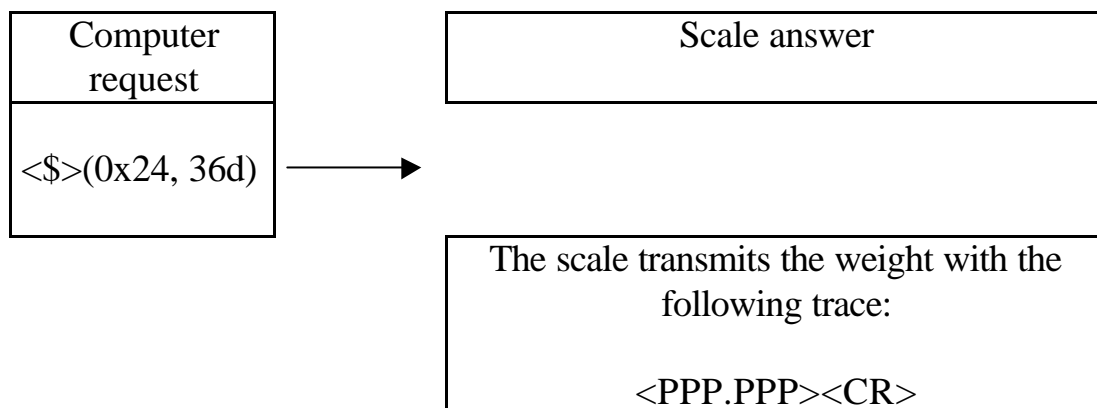 Computer
request
Scale answer
<$>(0x24, 36d)
The scale transmits the weight with the
following trace:
<PPP.PPP><CR>